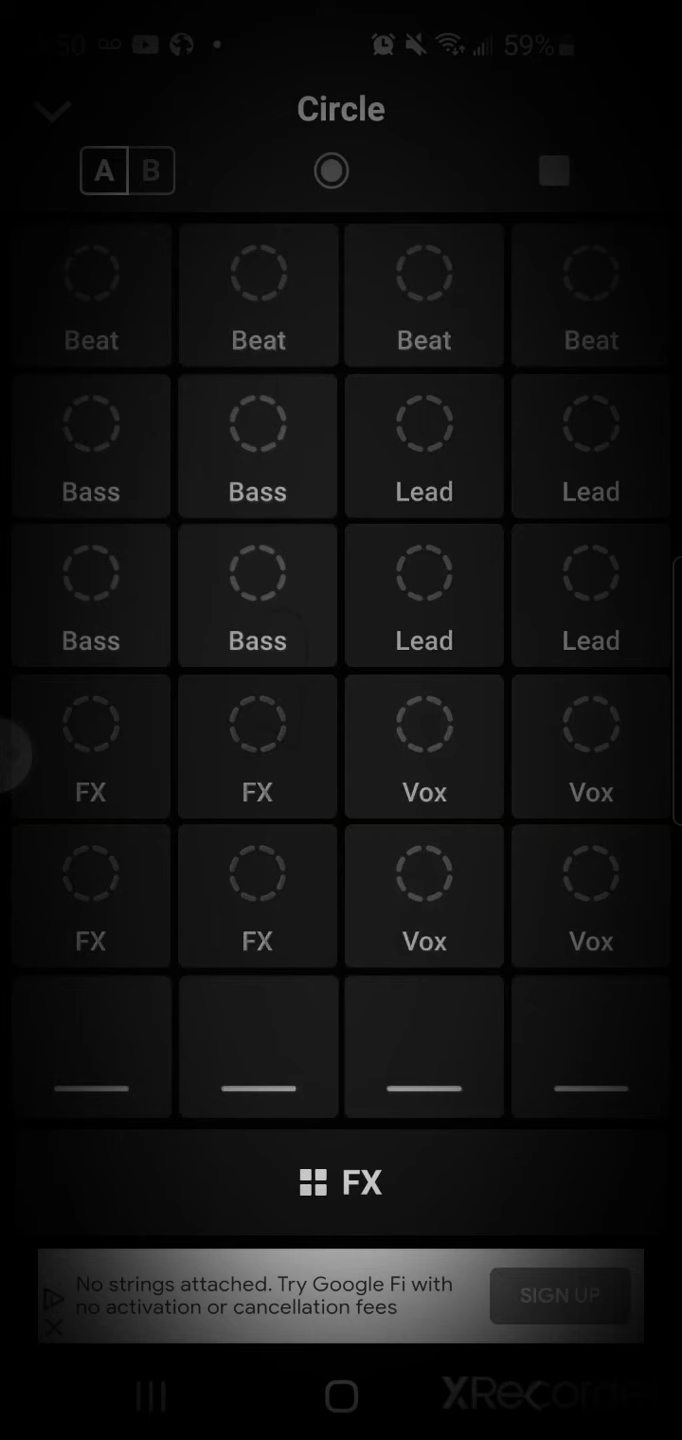 50 59%
Circle
A B
Beat Beat Beat Beat
Bass Bass Lead Lead
Bass Bass Lead Lead
FX FX Vox Vox
FX FX Vox Vox
FX
No strings attached. Try Google Fi with
no activation or cancellation fees
SIGN UP
XRecorder